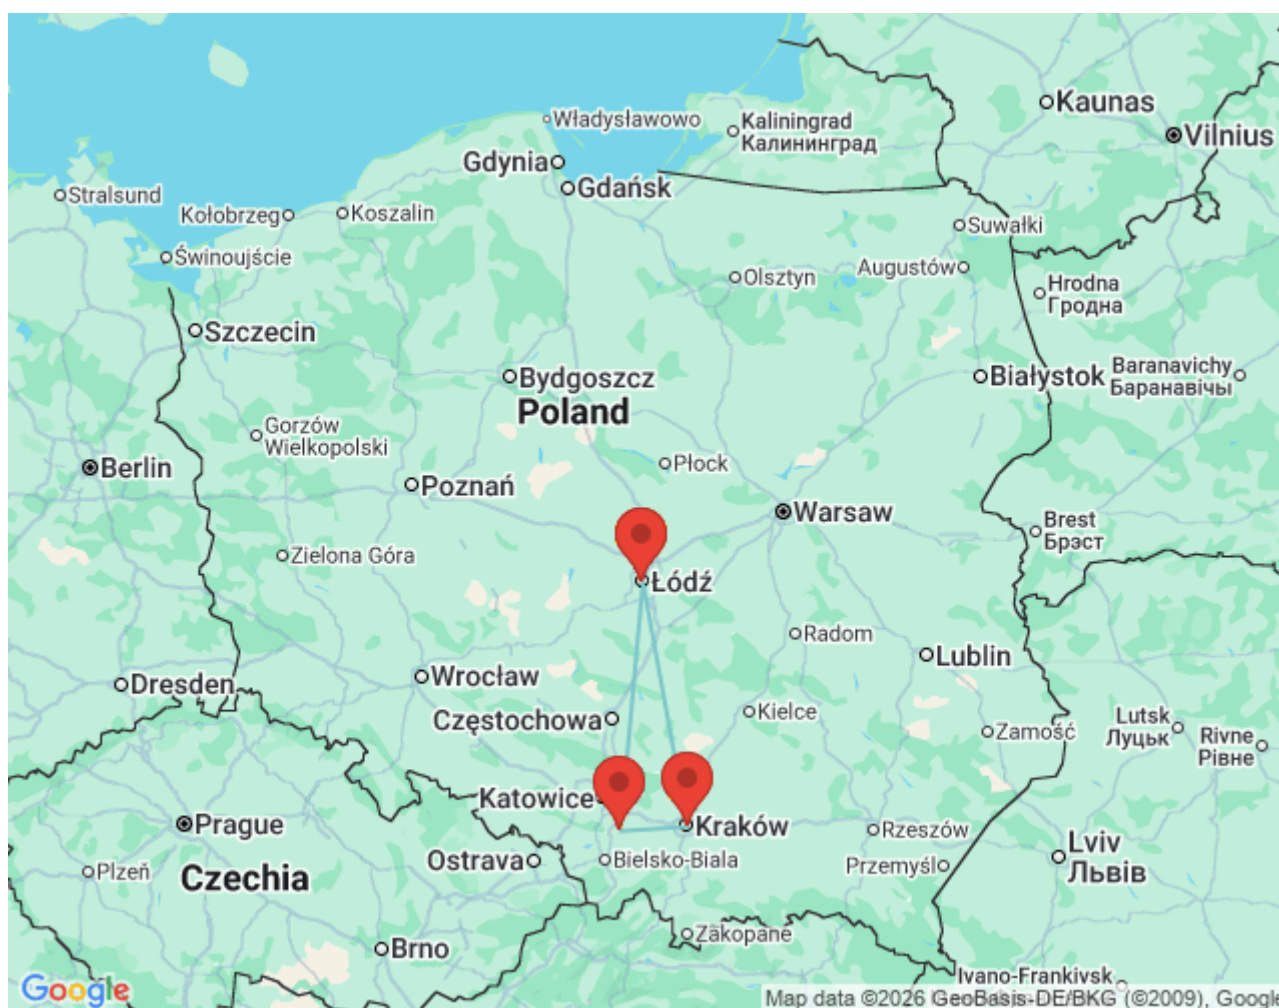 Kaunas
Vilnius
Władysławowo
Kaliningrad
Калининград
Gdynia
Gdańsk
Stralsund
Kołobrzeg
Koszalin
Suwałki
Świnoujście
Augustów
Olsztyn
Hrodna
Гродна
Szczecin
Bydgoszcz
Białystok
Baranavichy
Баранавічы
Poland
Gorzów
Wielkopolski
Płock
Berlin
Poznań
Warsaw
Brest
Брэст
Zielona Góra
Łódź
Radom
Lublin
Wrocław
Dresden
Częstochowa
Kielce
Zamość
Lutsk
Луцьк
Rivne
Рівне
Katowice
Prague
Kraków
Rzeszów
Lviv
Львів
Ostrava
Bielsko-Biala
Przemyśl
Plzeň
Czechia
Zakopane
Brno
Ivano-Frankivsk
Google
Map data ©2026 GeoBasis-DE/BKG (©2009), Google